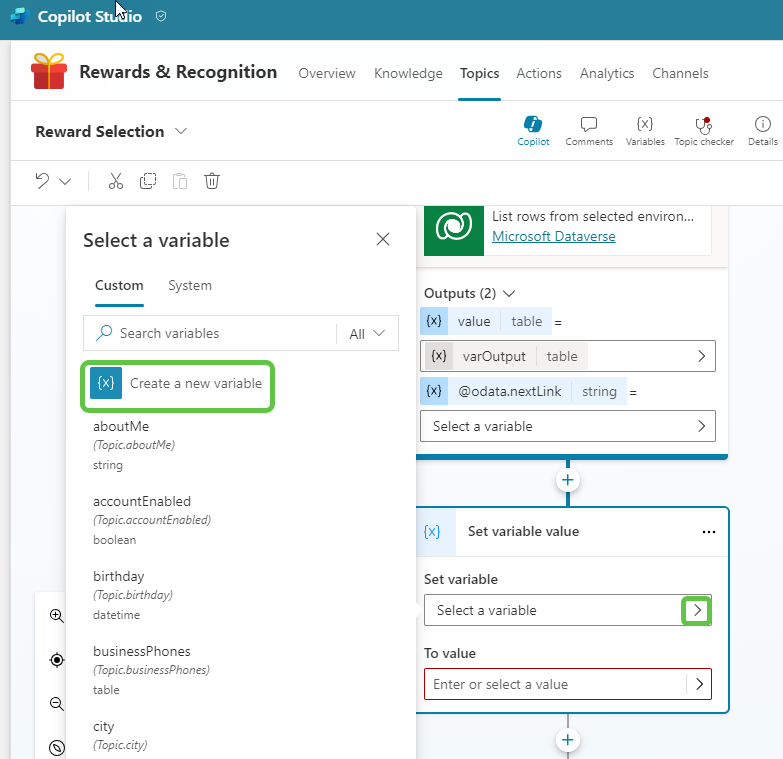 Copilot Studio
Rewards & Recognition
Overview
Knowledge
Topics
Actions
Analytics
Channels
Reward Selection
Copilot
Comments
{x}
Variables
Topic checker
Details
Select a variable
Custom
System
Search variables
All
{x} Create a new variable
aboutMe
(Topic.aboutMe)
string
accountEnabled
(Topic.accountEnabled)
boolean
birthday
(Topic.birthday)
datetime
businessPhones
(Topic.businessPhones)
table
city
(Topic.city)
List rows from selected environ...
Microsoft Dataverse
Outputs (2)
{x} value table =
{x} varOutput table
{x} @odata.nextLink string =
Select a variable
{x} Set variable value ...
Set variable
Select a variable
To value
Enter or select a value